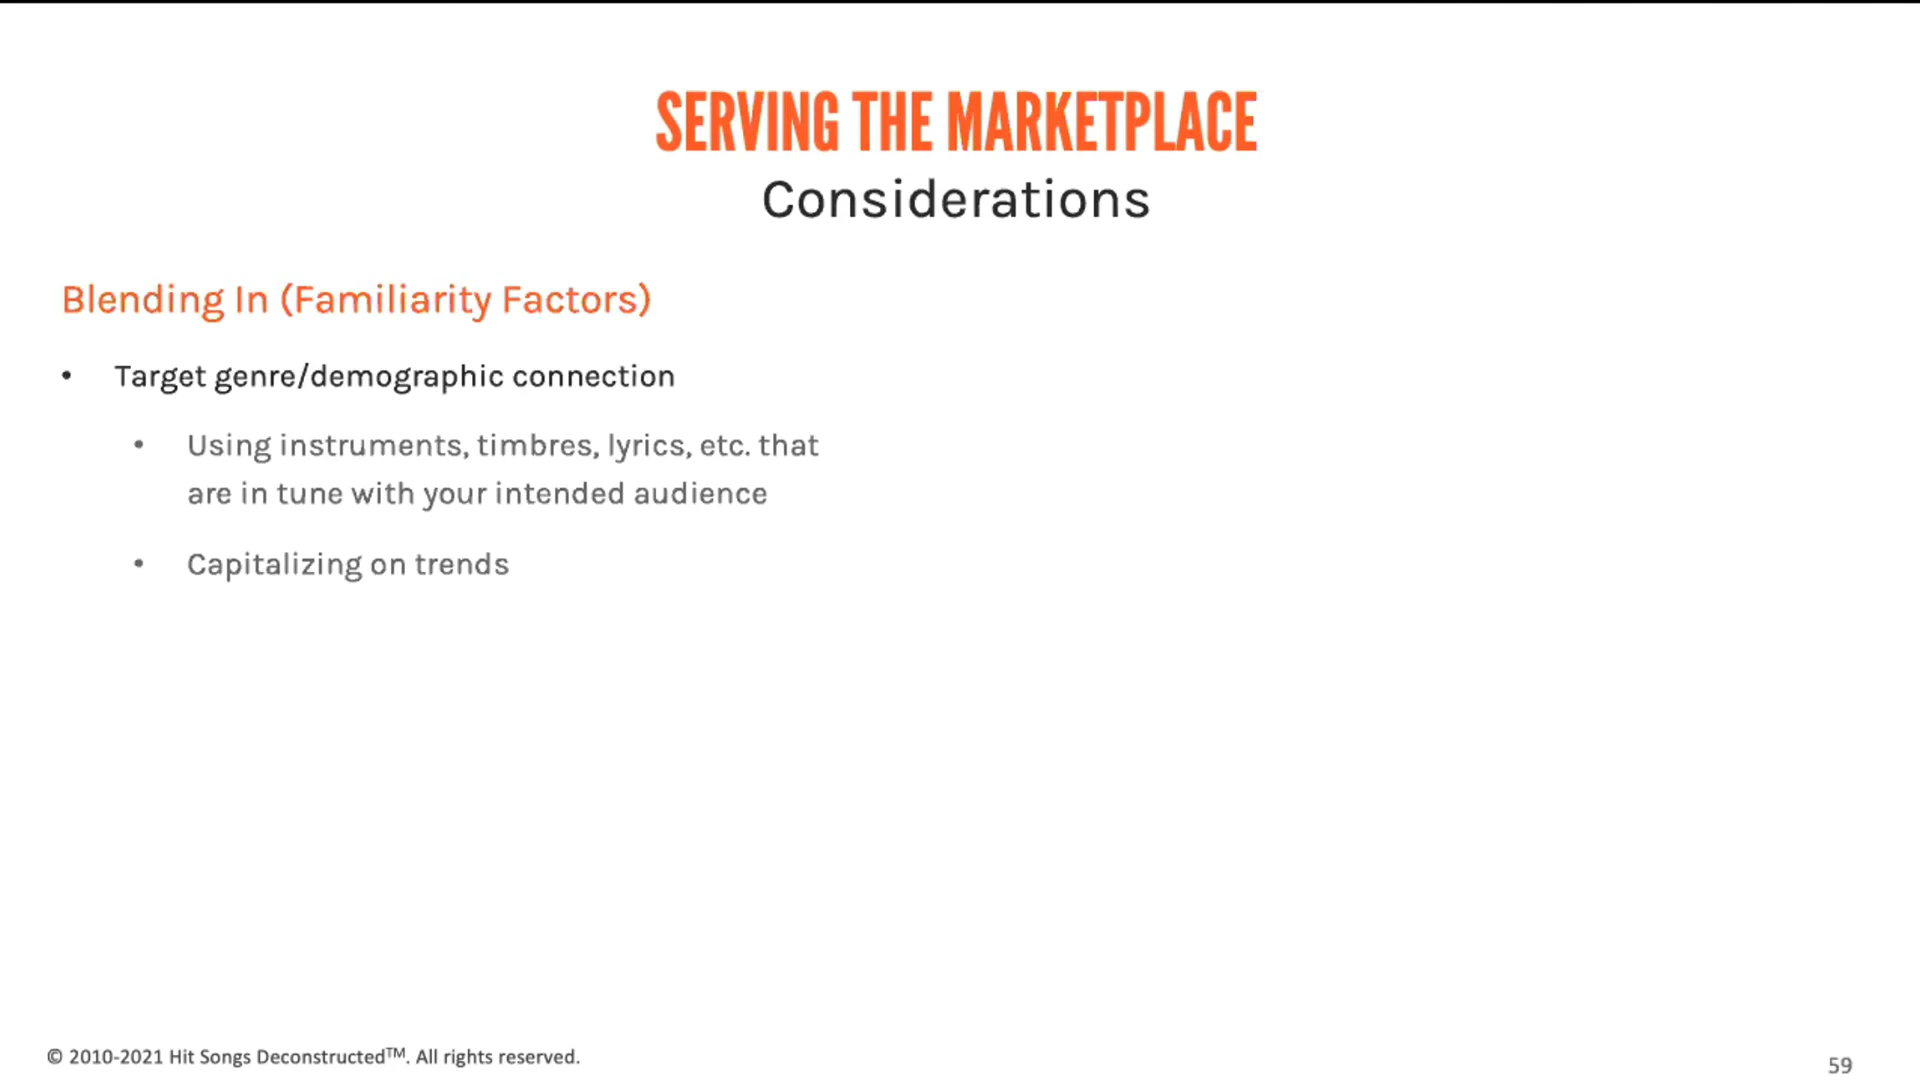 SERVING THE MARKETPLACE
Considerations
Blending In (Familiarity Factors)
• Target genre/demographic connection
• Using instruments, timbres, lyrics, etc. that
are in tune with your intended audience
• Capitalizing on trends
© 2010-2021 Hit Songs Deconstructed™. All rights reserved.
59